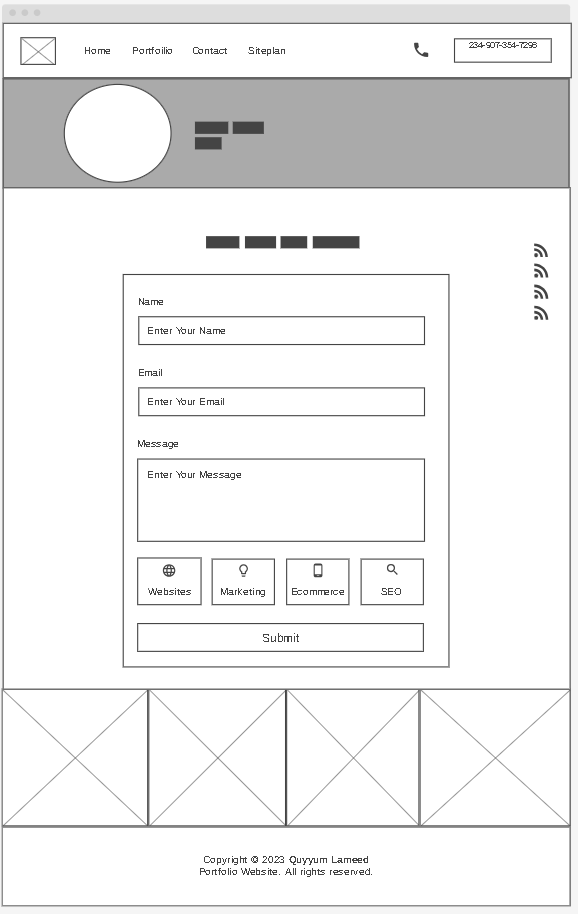 Home Portfoilio Contact Siteplan 234-907-354-7298
Name
Enter Your Name
Email
Enter Your Email
Message
Enter Your Message
Websites Marketing Ecommerce SEO
Submit
Copyright © 2023 Quyyum Lameed
Portfolio Website. All rights reserved.